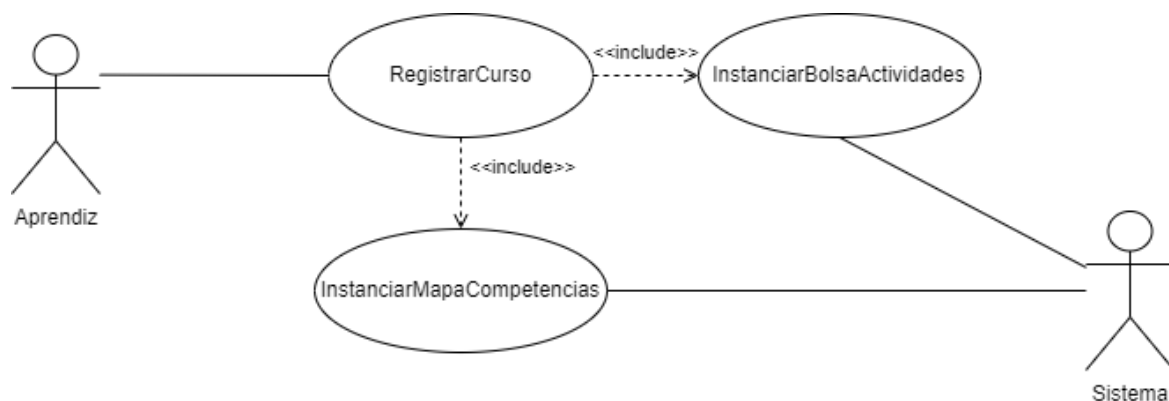 <<include>>
RegistrarCurso
InstanciarBolsaActividades
<<include>>
Aprendiz
InstanciarMapaCompetencias
Sistema